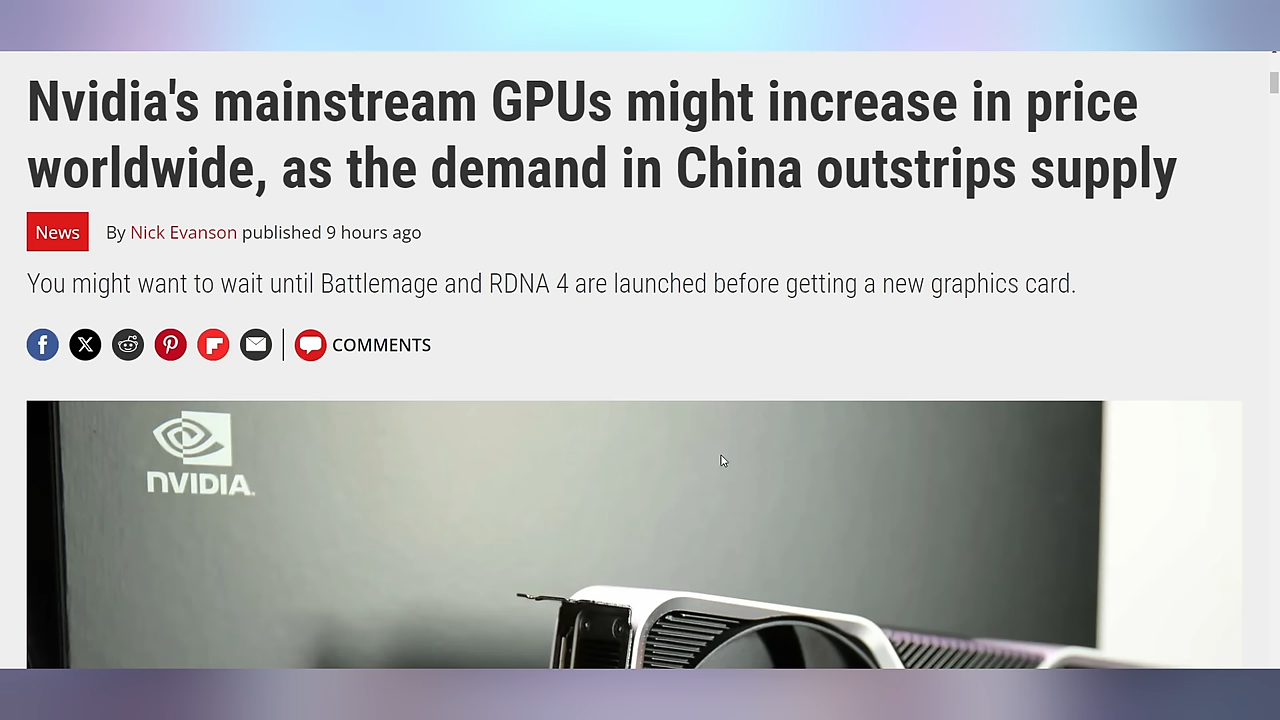 Nvidia's mainstream GPUs might increase in price
worldwide, as the demand in China outstrips supply
News
By Nick Evanson published 9 hours ago
You might want to wait until Battlemage and RDNA 4 are launched before getting a new graphics card.
COMMENTS
NVIDIA.